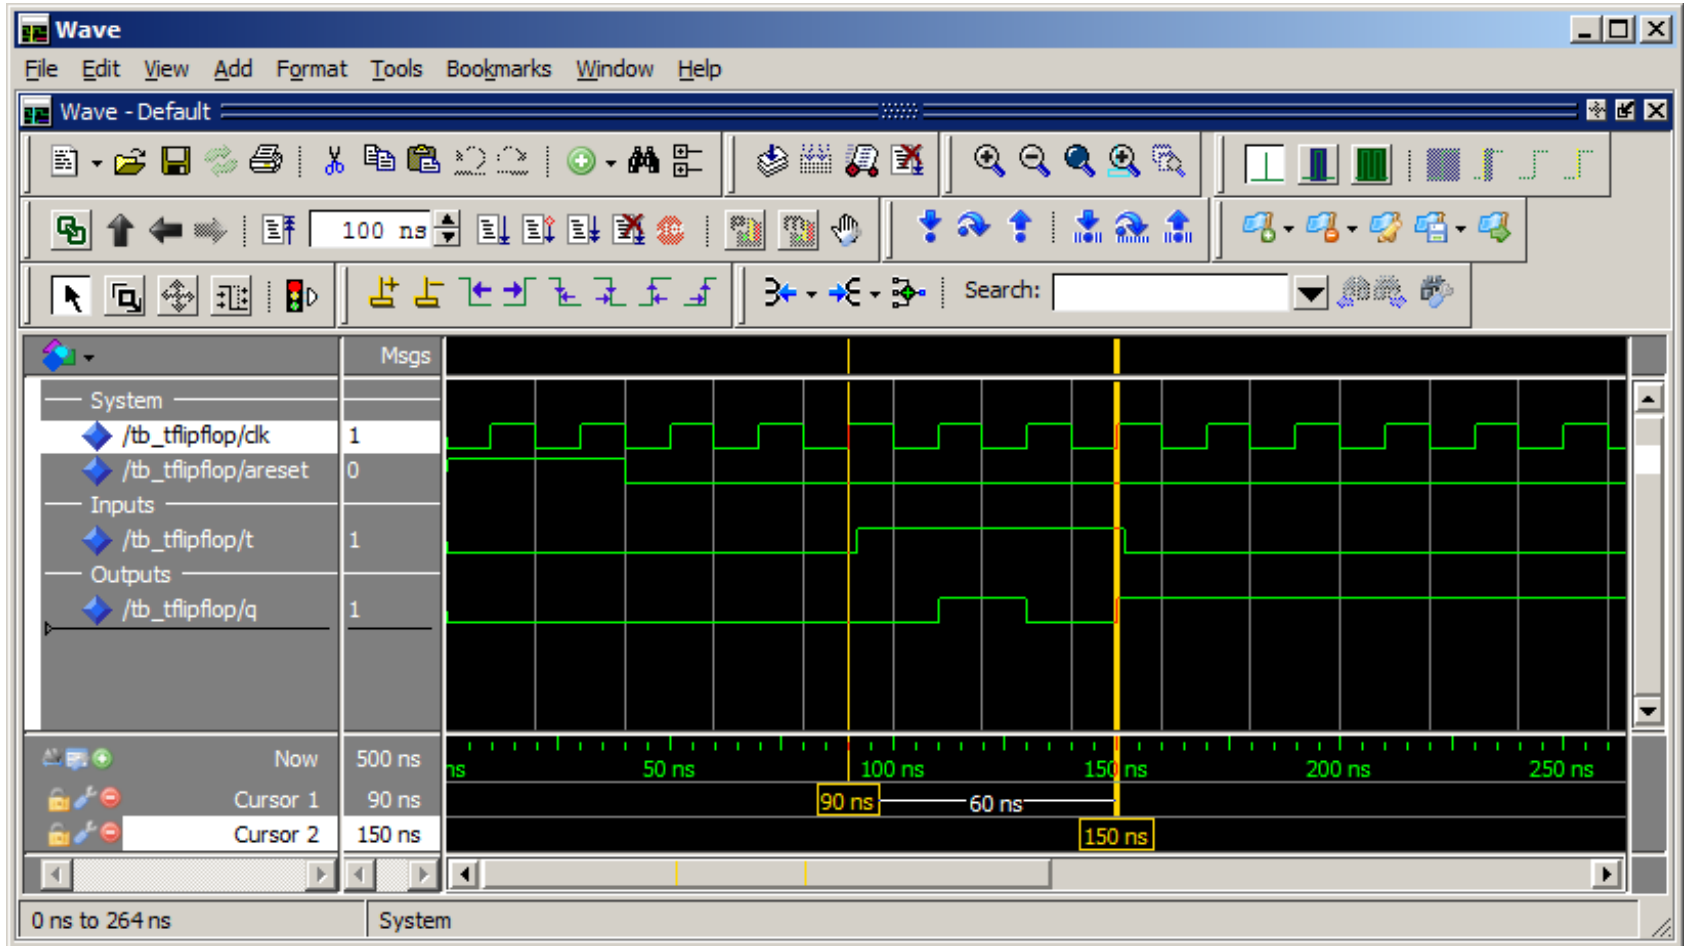 Wave
File Edit View Add Format Tools Bookmarks Window Help
Wave - Default
100 ns
Search:
Msgs
System
/tb_tflipflop/clk 1
/tb_tflipflop/areset 0
Inputs
/tb_tflipflop/t 1
Outputs
/tb_tflipflop/q 1
Now 500 ns ns 50 ns 100 ns 150 ns 200 ns 250 ns
Cursor 1 90 ns 90 ns 60 ns
Cursor 2 150 ns 150 ns
0 ns to 264 ns System